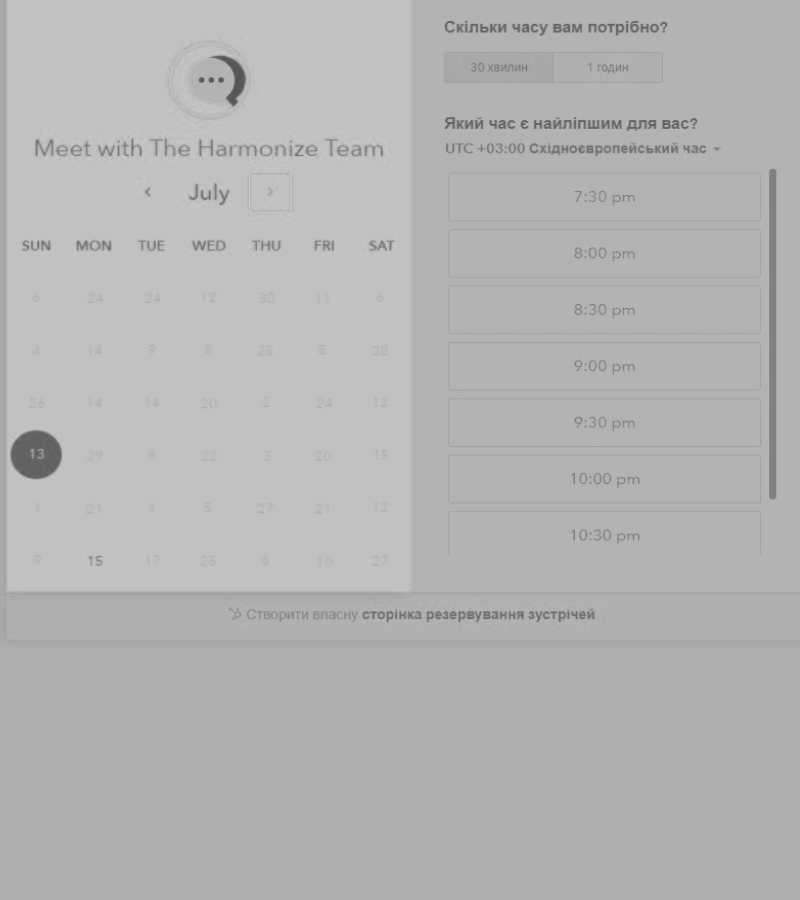 Meet with The Harmonize Team
July
SUN MON TUE WED THU FRI SAT
6 24 24 12 30 11 6
4 14 9 8 25 5
26 14 14 20 2 24 12
13 29 8 22 3 20 15
1 21 1 5 27 21 12
9 15 17 25 6 10 27
Скільки часу вам потрібно?
30 хвилин 1 годин
Який час є найліпшим для вас?
UTC +03:00 Східноєвропейський час
7:30 pm
8:00 pm
8:30 pm
9:00 pm
9:30 pm
10:00 pm
10:30 pm
Створити власну сторінка резервування зустрічей